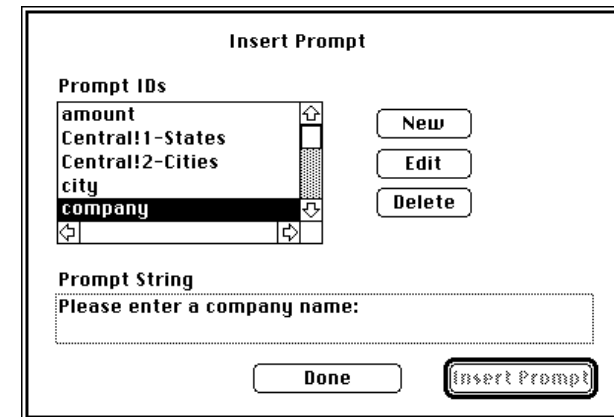 Insert Prompt
Prompt IDs
amount
Central!1-States
Central!2-Cities
city
company
New
Edit
Delete
Prompt String
Please enter a company name:
Done
Insert Prompt